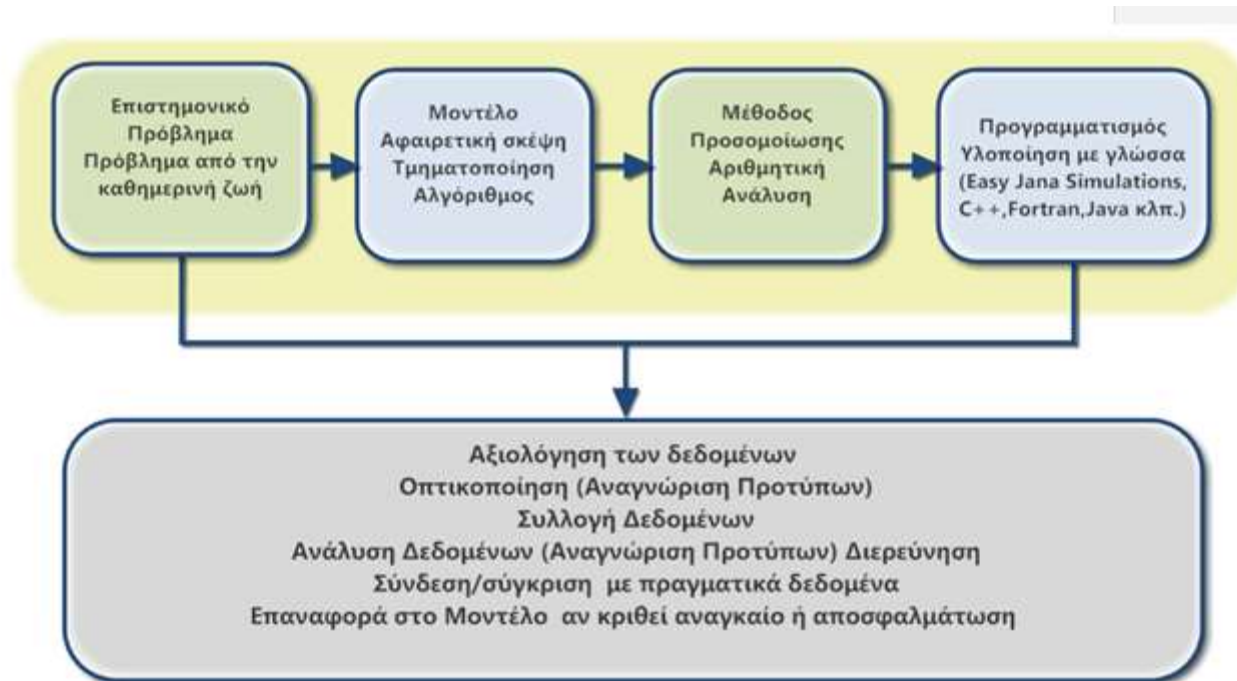 Επιστημονικό
Πρόβλημα
Πρόβλημα από την
καθημερινή ζωή
Μοντέλο
Αφαιρετική σκέψη
Τμηματοποίηση
Αλγόριθμος
Μέθοδος
Προσομοίωσης
Αριθμητική
Ανάλυση
Προγραμματισμός
Υλοποίηση με γλώσσα
(Easy Jana Simulations,
C++,Fortran,Java κλπ.)
Αξιολόγηση των δεδομένων
Οπτικοποίηση (Αναγνώριση Προτύπων)
Συλλογή Δεδομένων
Ανάλυση Δεδομένων (Αναγνώριση Προτύπων) Διερεύνηση
Σύνδεση/σύγκριση με πραγματικά δεδομένα
Επαναφορά στο Μοντέλο αν κριθεί αναγκαίο ή αποσφαλμάτωση